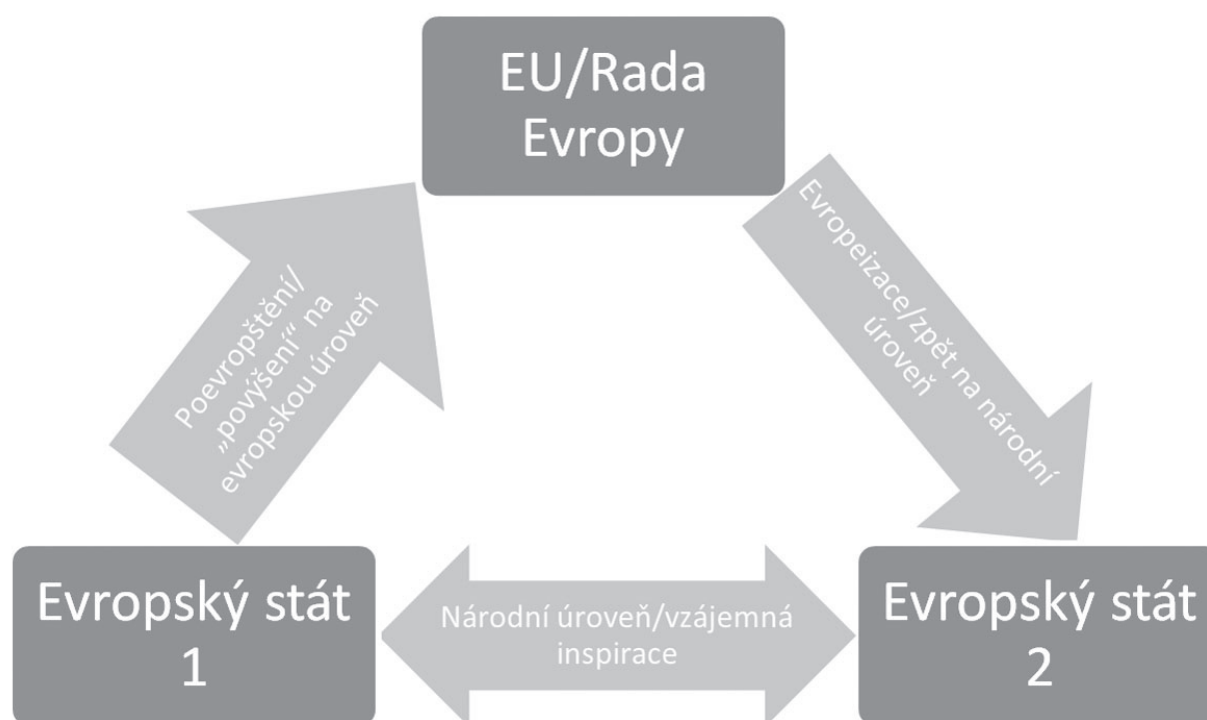 EU/Rada
Evropy
Poevropštění/
„povýšení“ na
evropskou úroveň
Evropeizace/zpět na národní
úroveň
Evropský stát
1
Národní úroveň/vzájemná
inspirace
Evropský stát
2